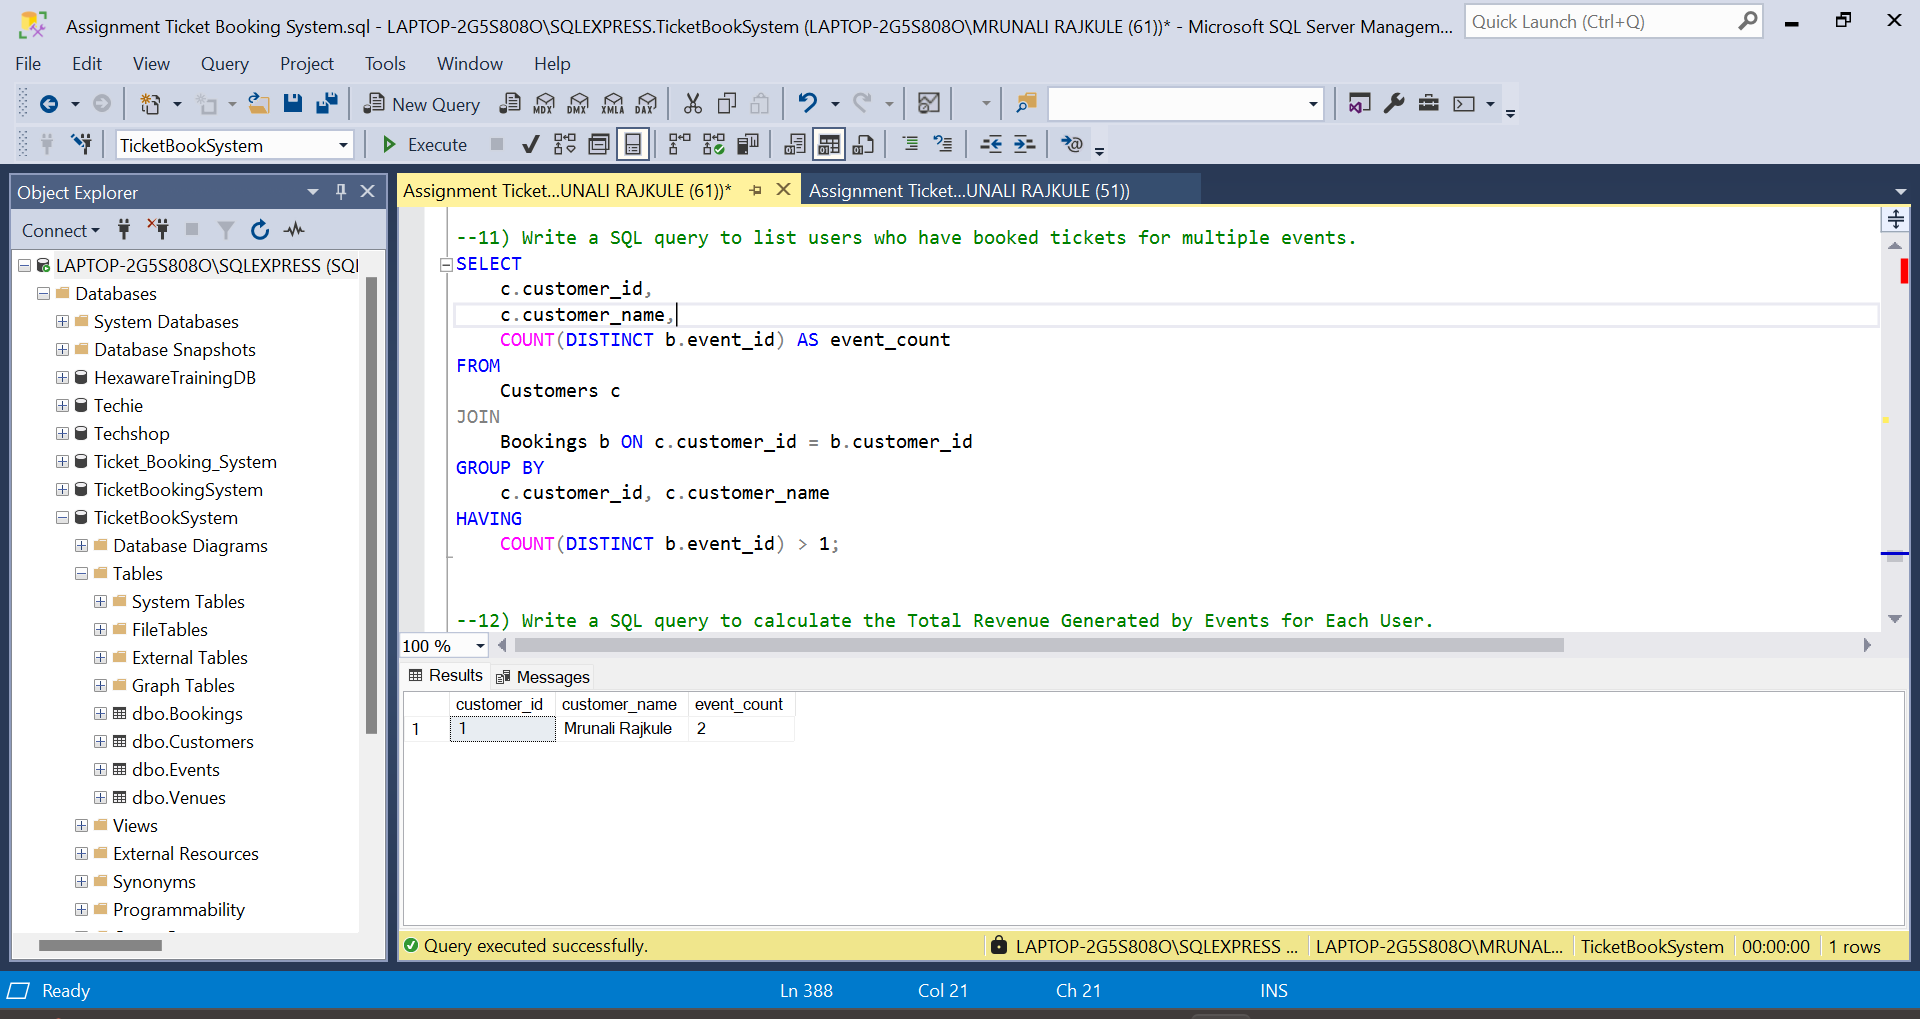 Assignment Ticket Booking System.sql - LAPTOP-2G5S808O\SQLEXPRESS.TicketBookSystem (LAPTOP-2G5S808O\MRUNALI RAJKULE (61))* - Microsoft SQL Server Managem...
Quick Launch (Ctrl+Q)
File Edit View Query Project Tools Window Help
New Query MDX DMX XMLA DAX
TicketBookSystem Execute
Object Explorer
Connect
LAPTOP-2G5S808O\SQLEXPRESS (SQL
Databases
System Databases
Database Snapshots
HexawareTrainingDB
Techie
Techshop
Ticket_Booking_System
TicketBookingSystem
TicketBookSystem
Database Diagrams
Tables
System Tables
FileTables
External Tables
Graph Tables
dbo.Bookings
dbo.Customers
dbo.Events
dbo.Venues
Views
External Resources
Synonyms
Programmability
Assignment Ticket...UNALI RAJKULE (61))* Assignment Ticket...UNALI RAJKULE (51))
--11) Write a SQL query to list users who have booked tickets for multiple events.
SELECT
c.customer_id,
c.customer_name,
COUNT(DISTINCT b.event_id) AS event_count
FROM
Customers c
JOIN
Bookings b ON c.customer_id = b.customer_id
GROUP BY
c.customer_id, c.customer_name
HAVING
COUNT(DISTINCT b.event_id) > 1;
--12) Write a SQL query to calculate the Total Revenue Generated by Events for Each User.
100 %
Results Messages
customer_id customer_name event_count
1 1 Mrunali Rajkule 2
Query executed successfully. LAPTOP-2G5S808O\SQLEXPRESS ... LAPTOP-2G5S808O\MRUNAL... TicketBookSystem 00:00:00 1 rows
Ready Ln 388 Col 21 Ch 21 INS